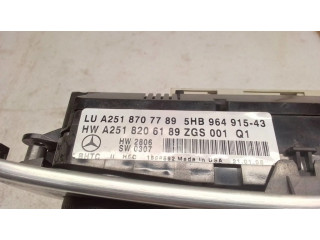 LU A251 870 77 89 5HB 964 915-43
HW A251 820 61 89 ZGS 001 Q1
HW 2806
SW 0307
BHTC Made in USA